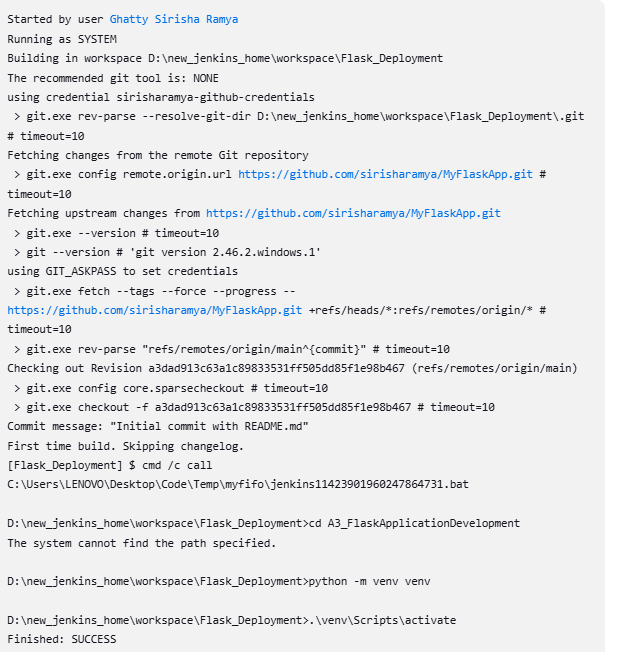 Started by user Ghatty Sirisha Ramya
Running as SYSTEM
Building in workspace D:\new_jenkins_home\workspace\Flask_Deployment
The recommended git tool is: NONE
using credential sirisharamya-github-credentials
 > git.exe rev-parse --resolve-git-dir D:\new_jenkins_home\workspace\Flask_Deployment\.git
# timeout=10
Fetching changes from the remote Git repository
 > git.exe config remote.origin.url https://github.com/sirisharamya/MyFlaskApp.git #
timeout=10
Fetching upstream changes from https://github.com/sirisharamya/MyFlaskApp.git
 > git.exe --version # timeout=10
 > git --version # 'git version 2.46.2.windows.1'
using GIT_ASKPASS to set credentials
 > git.exe fetch --tags --force --progress --
https://github.com/sirisharamya/MyFlaskApp.git +refs/heads/*:refs/remotes/origin/* #
timeout=10
 > git.exe rev-parse "refs/remotes/origin/main^{commit}" # timeout=10
Checking out Revision a3dad913c63a1c89833531ff505dd85f1e98b467 (refs/remotes/origin/main)
 > git.exe config core.sparsecheckout # timeout=10
 > git.exe checkout -f a3dad913c63a1c89833531ff505dd85f1e98b467 # timeout=10
Commit message: "Initial commit with README.md"
First time build. Skipping changelog.
[Flask_Deployment] $ cmd /c call
C:\Users\LENOVO\Desktop\Code\Temp\myfifo\jenkins11423901960247864731.bat

D:\new_jenkins_home\workspace\Flask_Deployment>cd A3_FlaskApplicationDevelopment
The system cannot find the path specified.

D:\new_jenkins_home\workspace\Flask_Deployment>python -m venv venv

D:\new_jenkins_home\workspace\Flask_Deployment>.\venv\Scripts\activate
Finished: SUCCESS